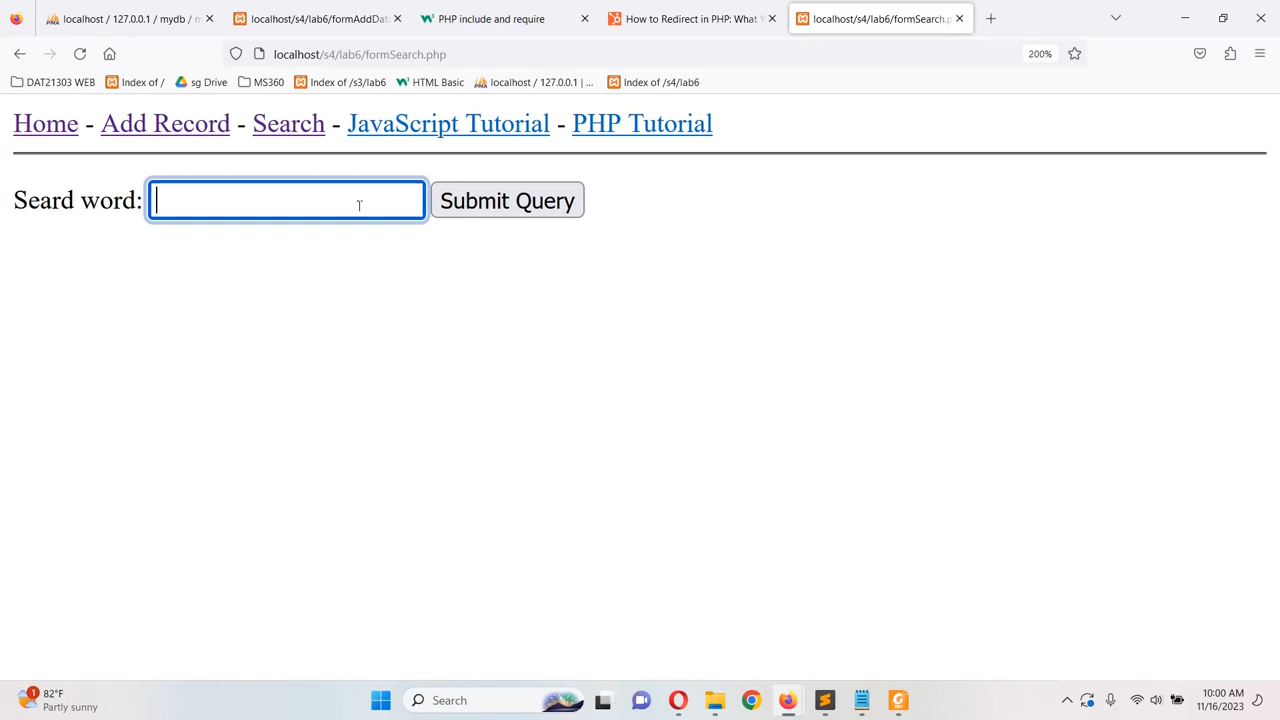 localhost / 127.0.0.1 / mydb / m
localhost/s4/lab6/formAddData
PHP include and require
How to Redirect in PHP: What Y
localhost/s4/lab6/formSearch.p
localhost/s4/lab6/formSearch.php
200%
DAT21303 WEB
Index of /
sg Drive
MS360
Index of /s3/lab6
HTML Basic
localhost / 127.0.0.1 | ...
Index of /s4/lab6
Home - Add Record - Search - JavaScript Tutorial - PHP Tutorial
Seard word:
Submit Query
1
82°F
Partly sunny
Search
10:00 AM
11/16/2023